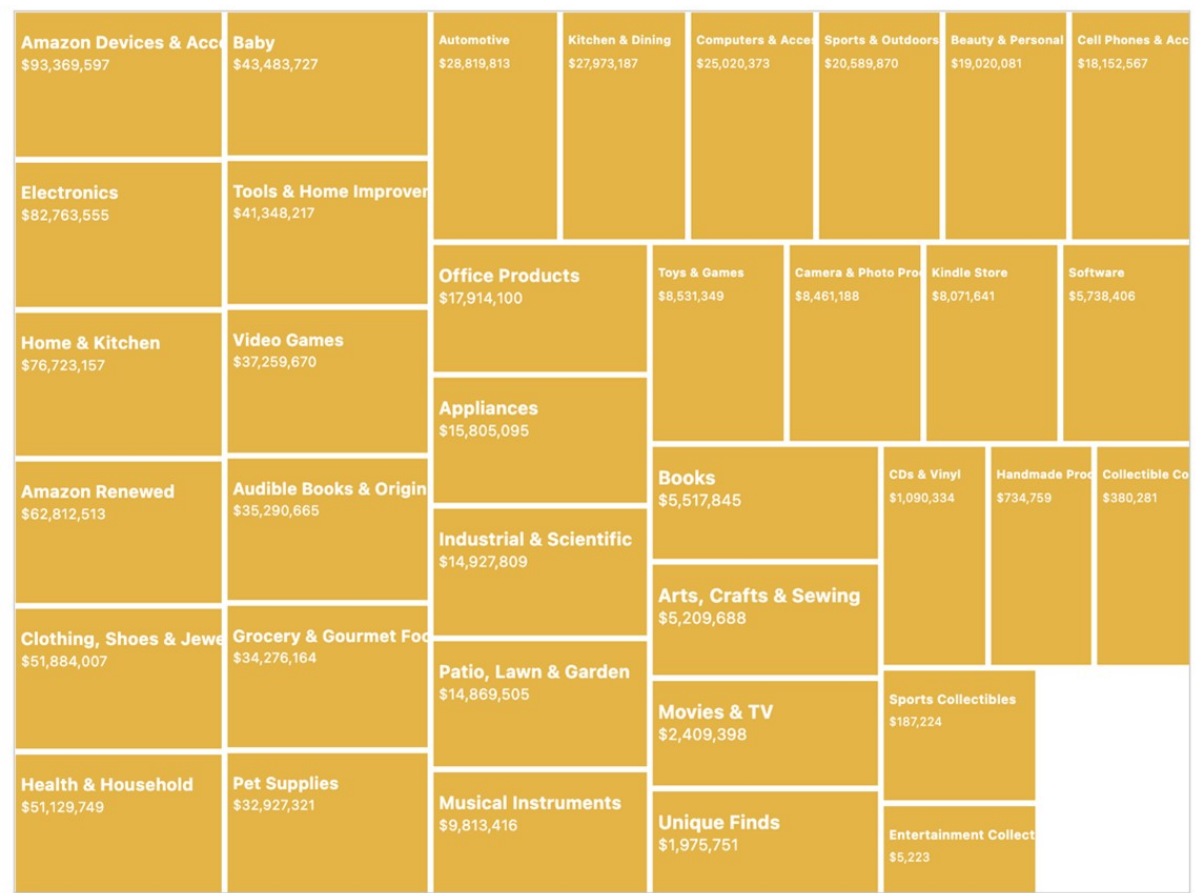 Amazon Devices & Acce
$93,369,597
Electronics
$82,763,555
Home & Kitchen
$76,723,157
Amazon Renewed
$62,812,513
Clothing, Shoes & Jewe
$51,884,007
Health & Household
$51,129,749
Baby
$43,483,727
Tools & Home Improver
$41,348,217
Video Games
$37,259,670
Audible Books & Origin
$35,290,665
Grocery & Gourmet Foo
$34,276,164
Pet Supplies
$32,927,321
Automotive
$28,819,813
Kitchen & Dining
$27,973,187
Computers & Acces
$25,020,373
Sports & Outdoors
$20,589,870
Beauty & Personal
$19,020,081
Cell Phones & Acc
$18,152,567
Office Products
$17,914,100
Appliances
$15,805,095
Industrial & Scientific
$14,927,809
Patio, Lawn & Garden
$14,869,505
Musical Instruments
$9,813,416
Toys & Games
$8,531,349
Camera & Photo Pro
$8,461,188
Kindle Store
$8,071,641
Software
$5,738,406
Books
$5,517,845
Arts, Crafts & Sewing
$5,209,688
Movies & TV
$2,409,398
Unique Finds
$1,975,751
CDs & Vinyl
$1,090,334
Handmade Proc
$734,759
Collectible Co
$380,281
Sports Collectibles
$187,224
Entertainment Collect
$5,223